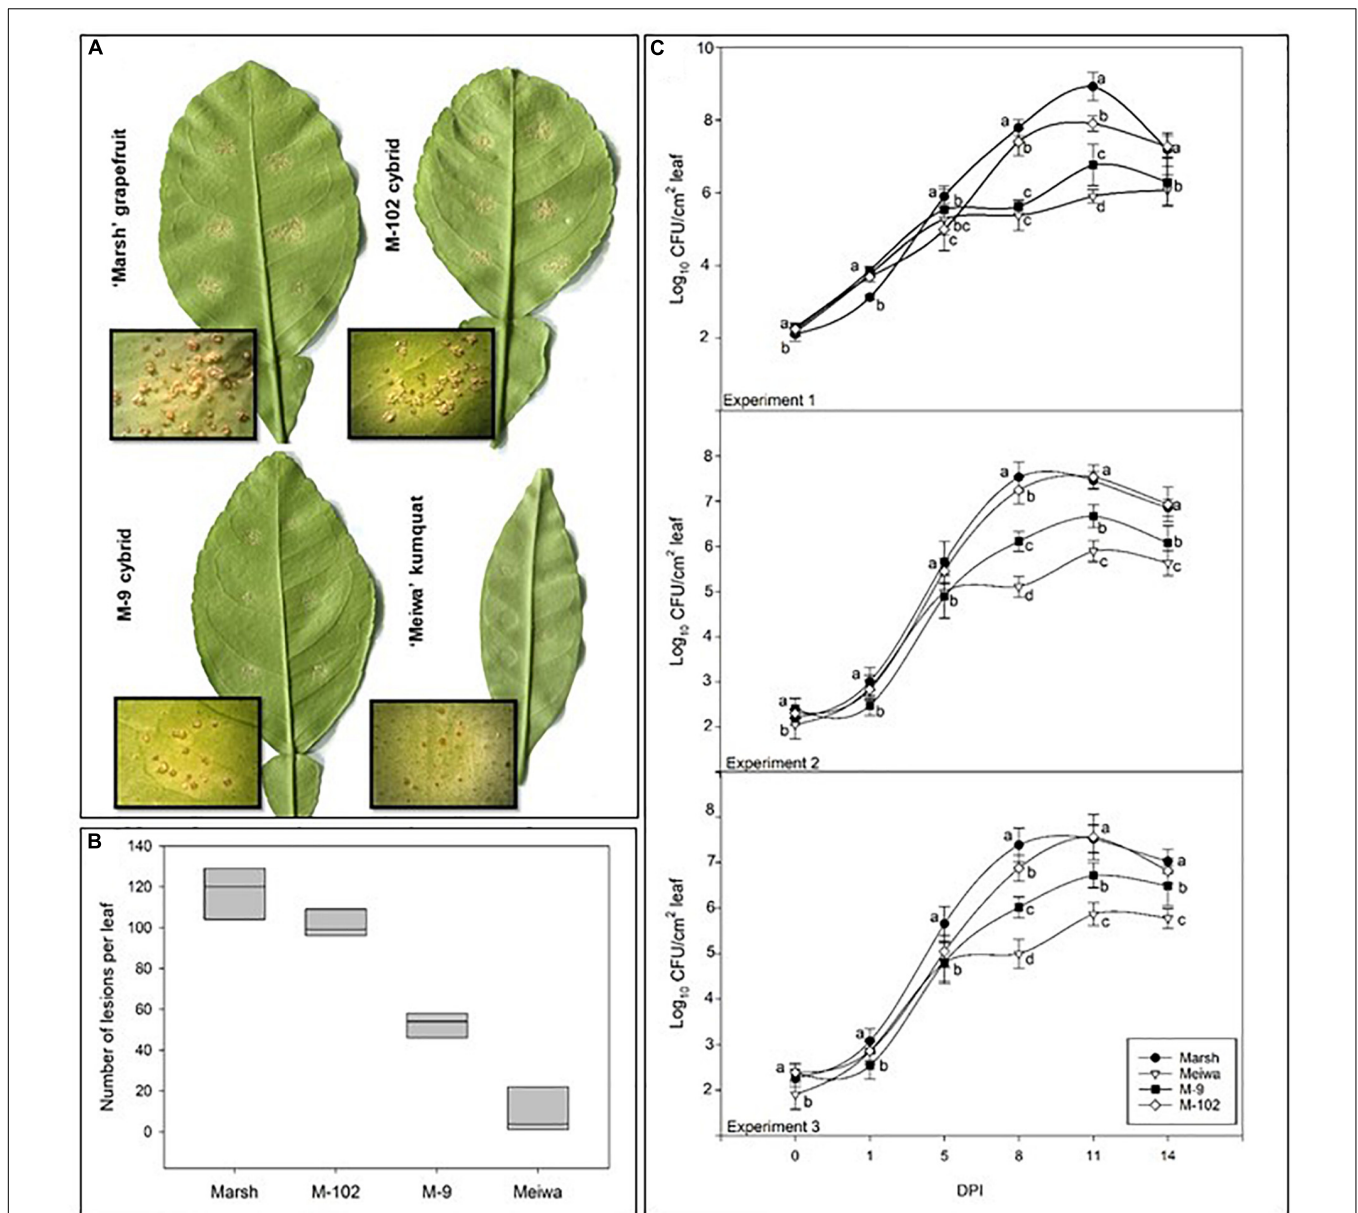 A
'Marsh' grapefruit
M-102 cybrid
M-9 cybrid
'Meiwa' kumquat
B
Number of lesions per leaf
140
120
100
80
60
40
20
0
Marsh M-102 M-9 Meiwa
C
Log10 CFU/cm2 leaf
10
8
6
4
2
a
b
a
b
a
b
bc
c
a
b
c
c
a
b
c
d
a
b
Experiment 1
Log10 CFU/cm2 leaf
8
7
6
5
4
3
2
a
b
a
b
a
b
a
b
c
d
a
b
c
a
b
c
Experiment 2
Log10 CFU/cm2 leaf
8
7
6
5
4
3
2
a
b
a
b
a
b
a
b
c
d
a
b
c
a
b
c
Marsh
Meiwa
M-9
M-102
Experiment 3
0 1 5 8 11 14
DPI